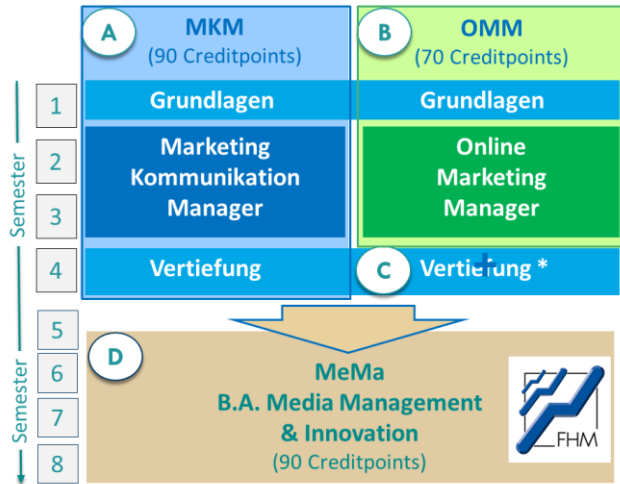 A
MKM
(90 Creditpoints)
B
OMM
(70 Creditpoints)
Semester
1
Grundlagen
Grundlagen
2
3
Marketing
Kommunikation
Manager
Online
Marketing
Manager
4
Vertiefung
C
Vertiefung *
Semester
5
6
7
8
D
MeMa
B.A. Media Management
& Innovation
(90 Creditpoints)
FHM